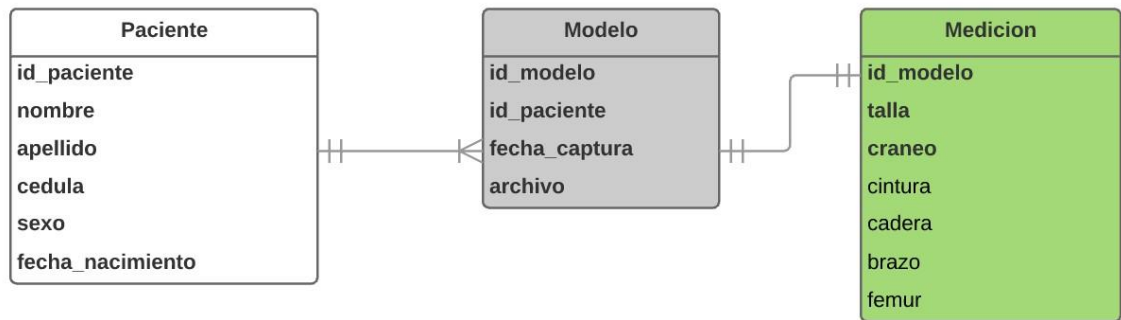 Paciente
id_paciente
nombre
apellido
cedula
sexo
fecha_nacimiento
Modelo
id_modelo
id_paciente
fecha_captura
archivo
Medicion
id_modelo
talla
craneo
cintura
cadera
brazo
femur